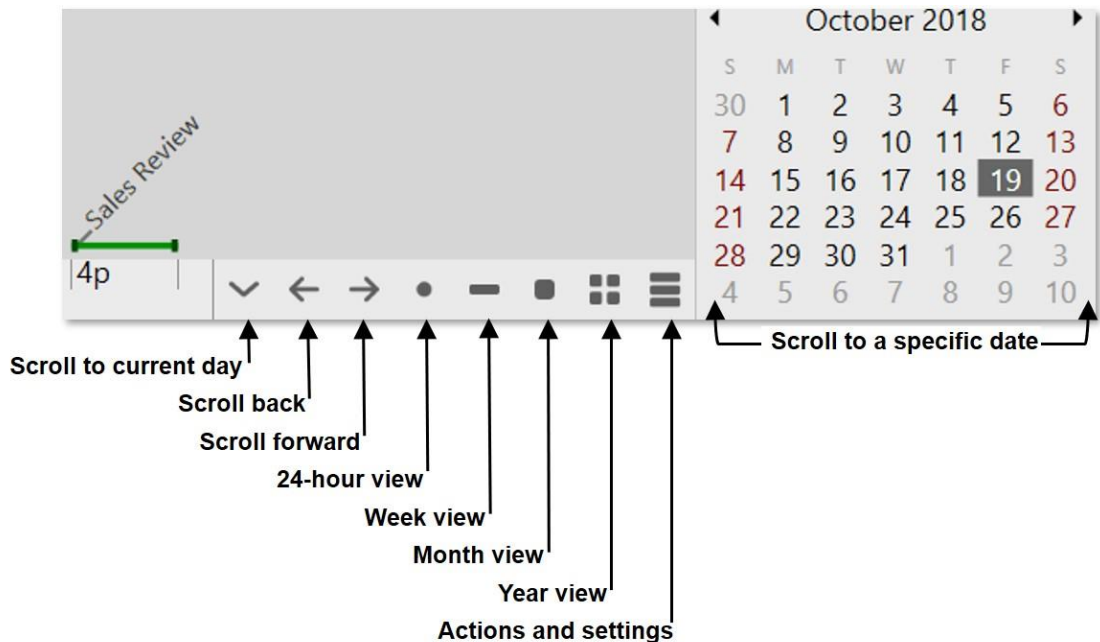 October 2018
S M T W T F S
30 1 2 3 4 5 6
7 8 9 10 11 12 13
14 15 16 17 18 19 20
21 22 23 24 25 26 27
28 29 30 31 1 2 3
4 5 6 7 8 9 10
Sales Review
4p
Scroll to a specific date
Scroll to current day
Scroll back
Scroll forward
24-hour view
Week view
Month view
Year view
Actions and settings